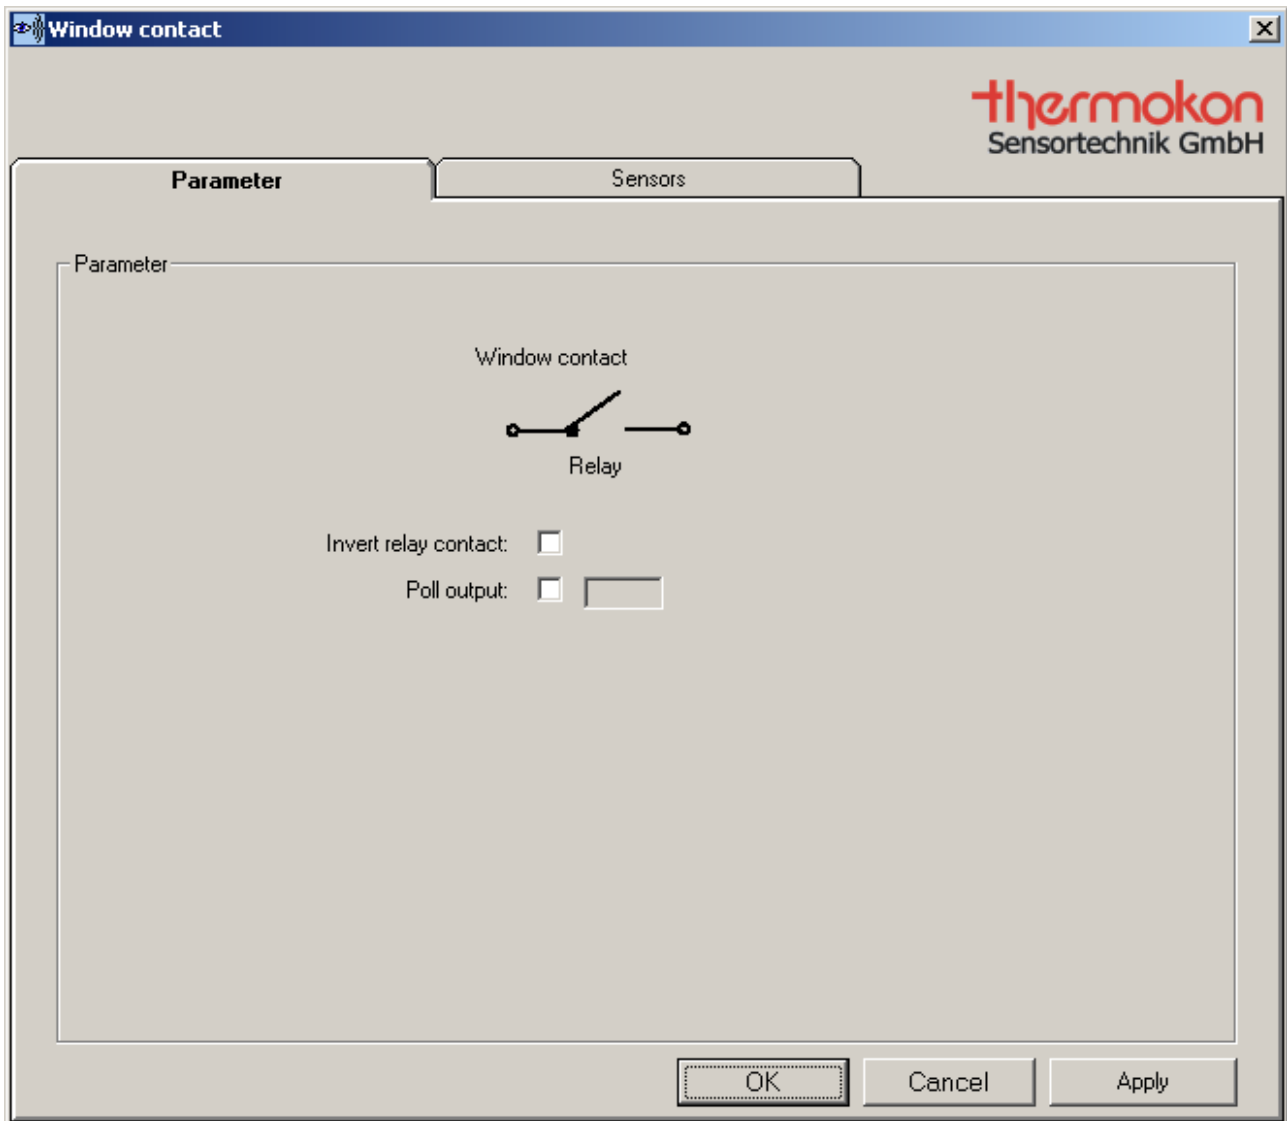 Window contact
thermokon
Sensortechnik GmbH
Parameter
Sensors
Parameter
Window contact
Relay
Invert relay contact:
Poll output:
OK
Cancel
Apply